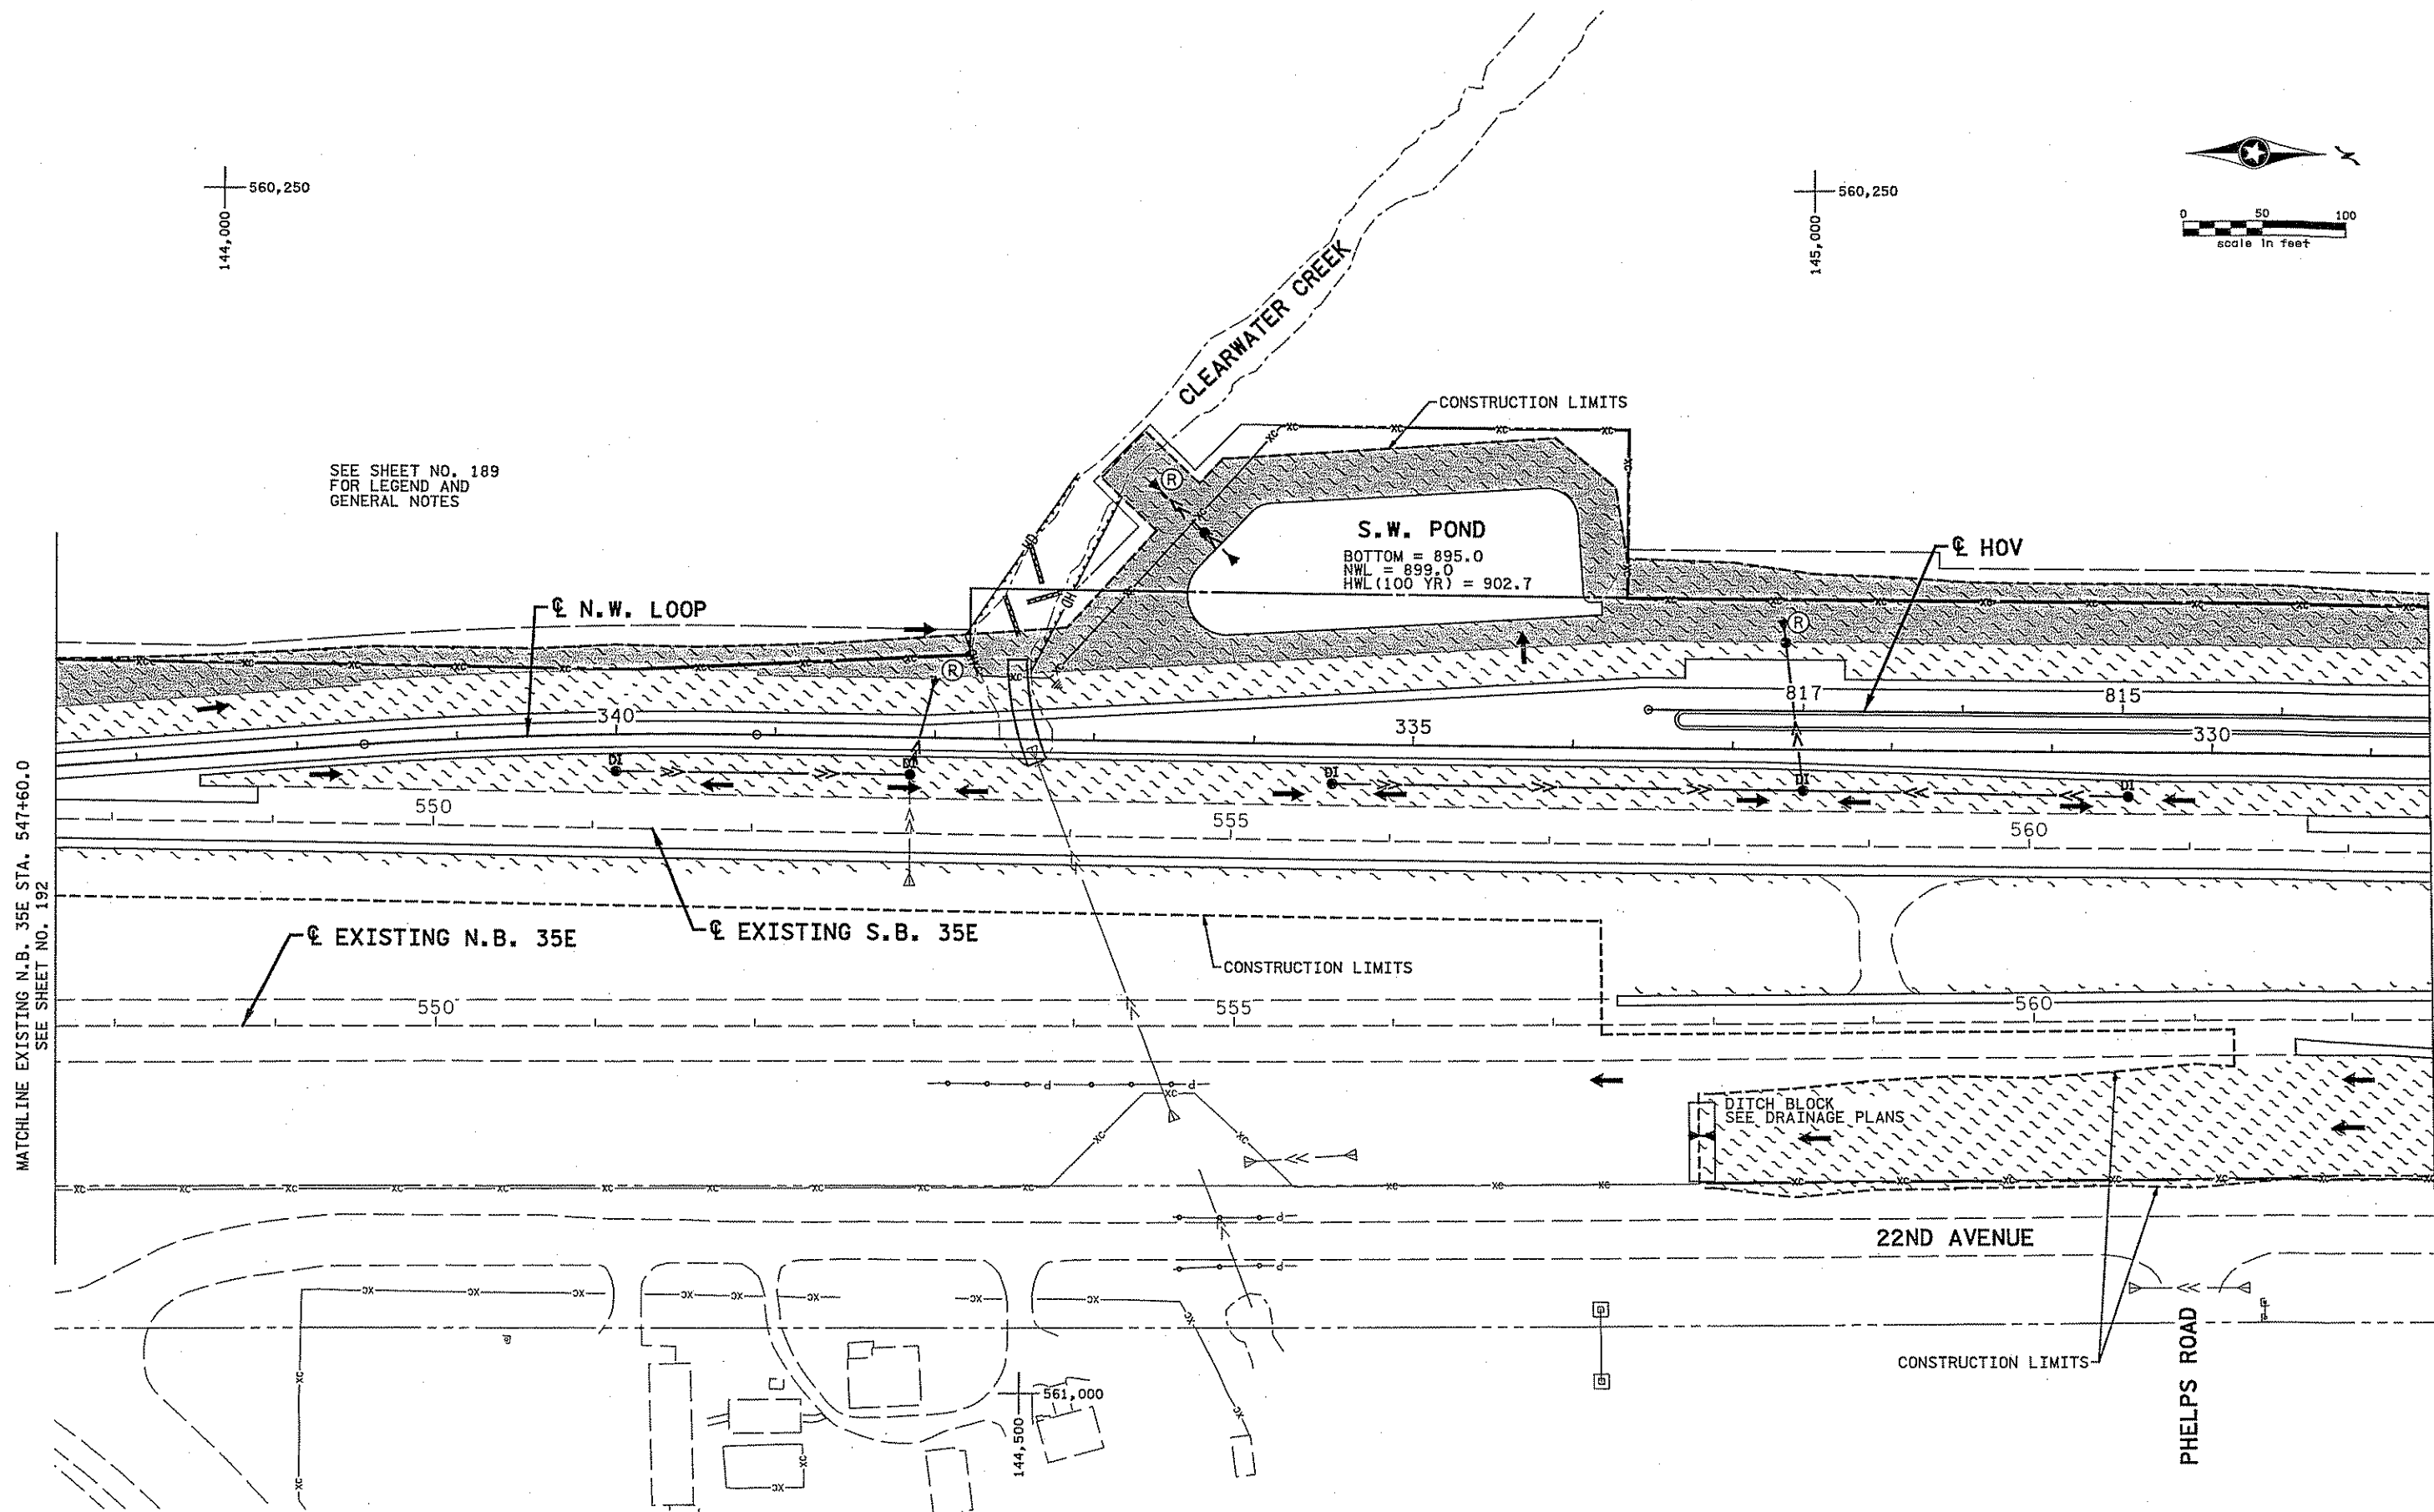 560,250
144,000
560,250
145,000
0 50 100
scale in feet
CLEARWATER CREEK
CONSTRUCTION LIMITS
SEE SHEET NO. 189
FOR LEGEND AND
GENERAL NOTES
R
S.W. POND
BOTTOM = 895.0
NWL = 899.0
HWL(100 YR) = 902.7
℄ HOV
℄ N.W. LOOP
R
R
340
335
817
815
330
DI
DI
DI
DI
DI
550
555
560
MATCHLINE EXISTING N.B. 35E STA. 547+60.0
SEE SHEET NO. 192
℄ EXISTING N.B. 35E
℄ EXISTING S.B. 35E
CONSTRUCTION LIMITS
550
555
560
DITCH BLOCK
SEE DRAINAGE PLANS
22ND AVENUE
CONSTRUCTION LIMITS
PHELPS ROAD
561,000
144,500